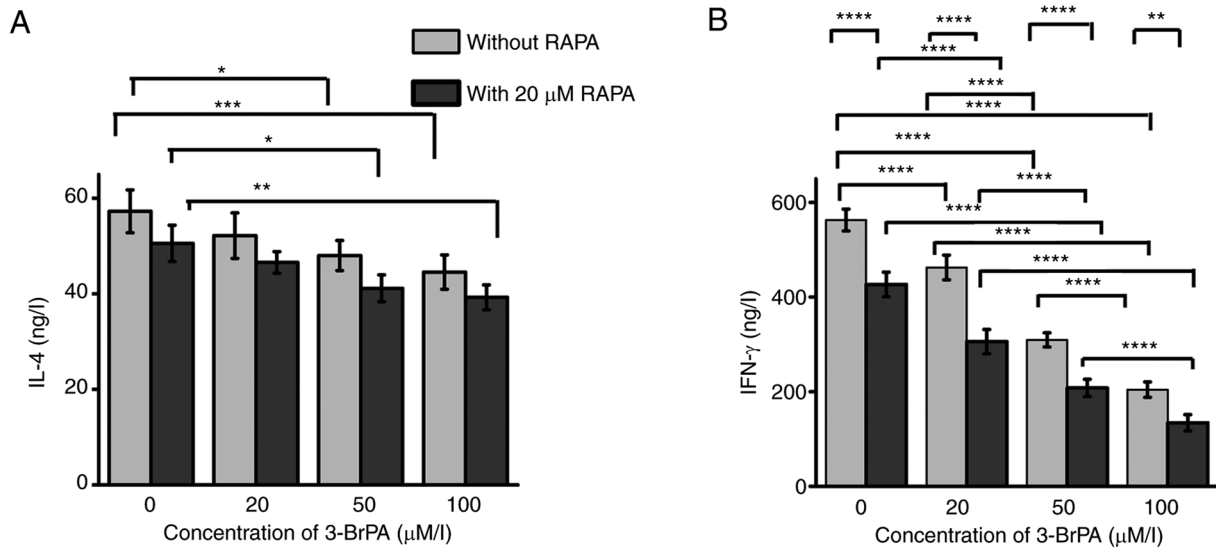 A
Without RAPA
With 20 μM RAPA
*
***
*
**
60
40
20
0
IL-4 (ng/l)
0 20 50 100
Concentration of 3-BrPA (μM/l)
B
**** **** **** **
****
****
****
****
**** ****
****
****
****
****
****
600
400
200
0
IFN-γ (ng/l)
0 20 50 100
Concentration of 3-BrPA (μM/l)